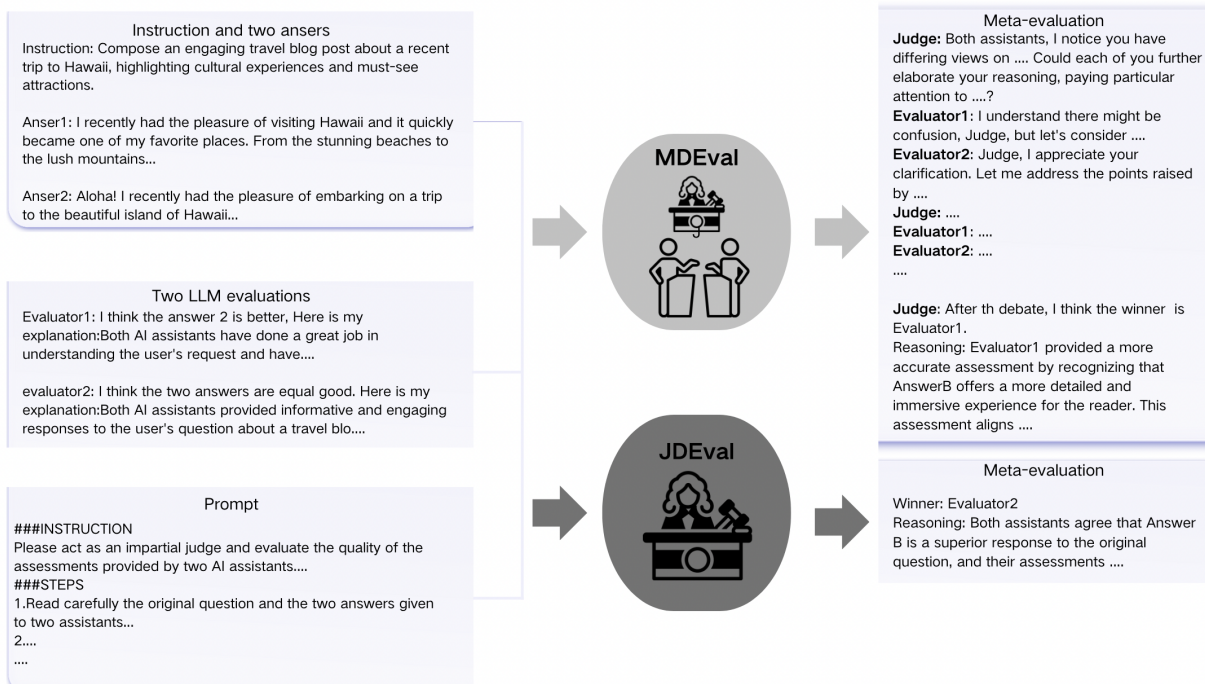 Instruction and two ansers
Instruction: Compose an engaging travel blog post about a recent
trip to Hawaii, highlighting cultural experiences and must-see
attractions.
Anser1: I recently had the pleasure of visiting Hawaii and it quickly
became one of my favorite places. From the stunning beaches to
the lush mountains...
Anser2: Aloha! I recently had the pleasure of embarking on a trip
to the beautiful island of Hawaii...
Two LLM evaluations
Evaluator1: I think the answer 2 is better, Here is my
explanation:Both AI assistants have done a great job in
understanding the user's request and have....
evaluator2: I think the two answers are equal good. Here is my
explanation:Both AI assistants provided informative and engaging
responses to the user's question about a travel blo....
Prompt
###INSTRUCTION
Please act as an impartial judge and evaluate the quality of the
assessments provided by two AI assistants....
###STEPS
1.Read carefully the original question and the two answers given
to two assistants...
2....
....
MDEval
JDEval
Meta-evaluation
Judge: Both assistants, I notice you have
differing views on .... Could each of you further
elaborate your reasoning, paying particular
attention to ....?
Evaluator1: I understand there might be
confusion, Judge, but let's consider ....
Evaluator2: Judge, I appreciate your
clarification. Let me address the points raised
by ....
Judge: ....
Evaluator1: ....
Evaluator2: ....
....
Judge: After th debate, I think the winner is
Evaluator1.
Reasoning: Evaluator1 provided a more
accurate assessment by recognizing that
AnswerB offers a more detailed and
immersive experience for the reader. This
assessment aligns ....
Meta-evaluation
Winner: Evaluator2
Reasoning: Both assistants agree that Answer
B is a superior response to the original
question, and their assessments ....